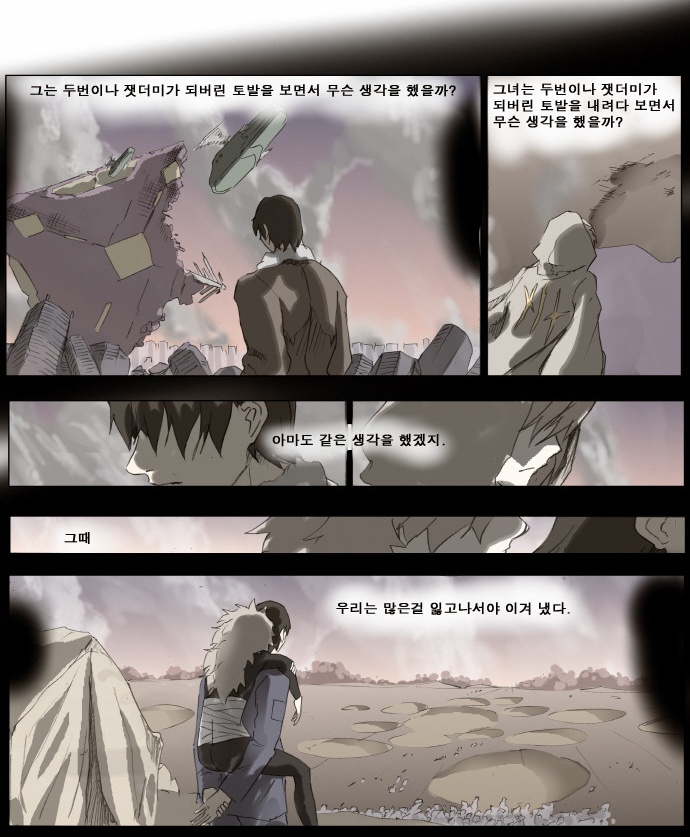 그는 두번이나 잿더미가 되버린 토발을 보면서 무슨 생각을 했을까?
그녀는 두번이나 잿더미가
되버린 토발을 내려다 보면서
무슨 생각을 했을까?
아마도 같은 생각을 했겠지.
그때
우리는 많은걸 잃고나서야 이겨 냈다.